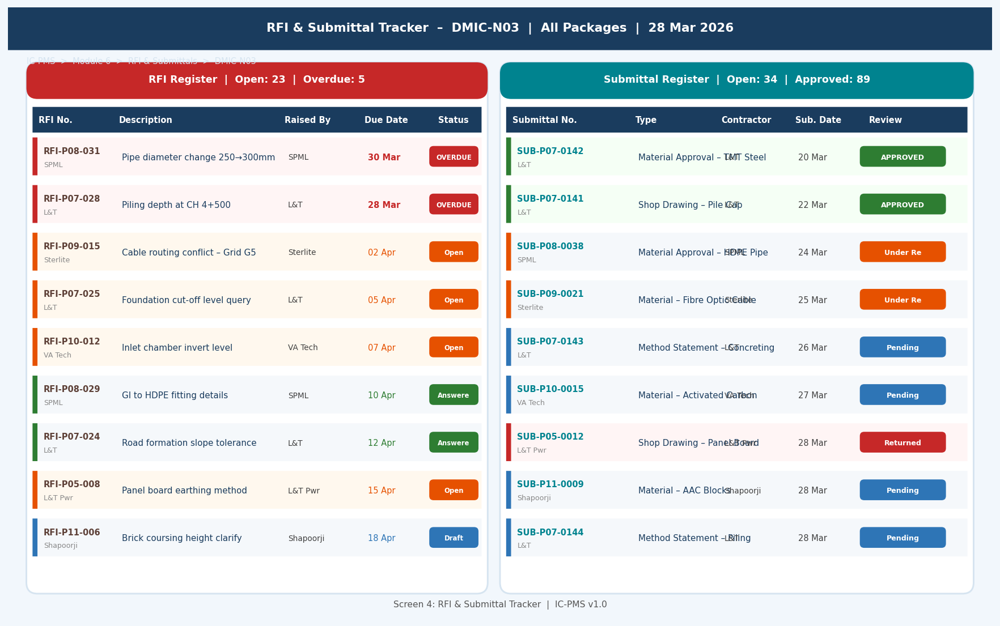 RFI & Submittal Tracker – DMIC-N03 | All Packages | 28 Mar 2026
IC-PMS > Module 6 > RFI & Submittals > DMIC-N03
RFI Register | Open: 23 | Overdue: 5
RFI No. Description Raised By Due Date Status
RFI-P08-031 Pipe diameter change 250→300mm SPML 30 Mar OVERDUE
SPML
RFI-P07-028 Piling depth at CH 4+500 L&T 28 Mar OVERDUE
L&T
RFI-P09-015 Cable routing conflict – Grid G5 Sterlite 02 Apr Open
Sterlite
RFI-P07-025 Foundation cut-off level query L&T 05 Apr Open
L&T
RFI-P10-012 Inlet chamber invert level VA Tech 07 Apr Open
VA Tech
RFI-P08-029 GI to HDPE fitting details SPML 10 Apr Answere
SPML
RFI-P07-024 Road formation slope tolerance L&T 12 Apr Answere
L&T
RFI-P05-008 Panel board earthing method L&T Pwr 15 Apr Open
L&T Pwr
RFI-P11-006 Brick coursing height clarify Shapoorji 18 Apr Draft
Shapoorji
Submittal Register | Open: 34 | Approved: 89
Submittal No. Type Contractor Sub. Date Review
SUB-P07-0142 Material Approval – TMT Steel L&T 20 Mar APPROVED
L&T
SUB-P07-0141 Shop Drawing – Pile Cap L&T 22 Mar APPROVED
L&T
SUB-P08-0038 Material Approval – HDPE Pipe SPML 24 Mar Under Re
SPML
SUB-P09-0021 Material – Fibre Optic Cable Sterlite 25 Mar Under Re
Sterlite
SUB-P07-0143 Method Statement – Concreting L&T 26 Mar Pending
L&T
SUB-P10-0015 Material – Activated Carbon VA Tech 27 Mar Pending
VA Tech
SUB-P05-0012 Shop Drawing – Panel Board L&T Pwr 28 Mar Returned
L&T Pwr
SUB-P11-0009 Material – AAC Blocks Shapoorji 28 Mar Pending
Shapoorji
SUB-P07-0144 Method Statement – Piling L&T 28 Mar Pending
L&T
Screen 4: RFI & Submittal Tracker | IC-PMS v1.0